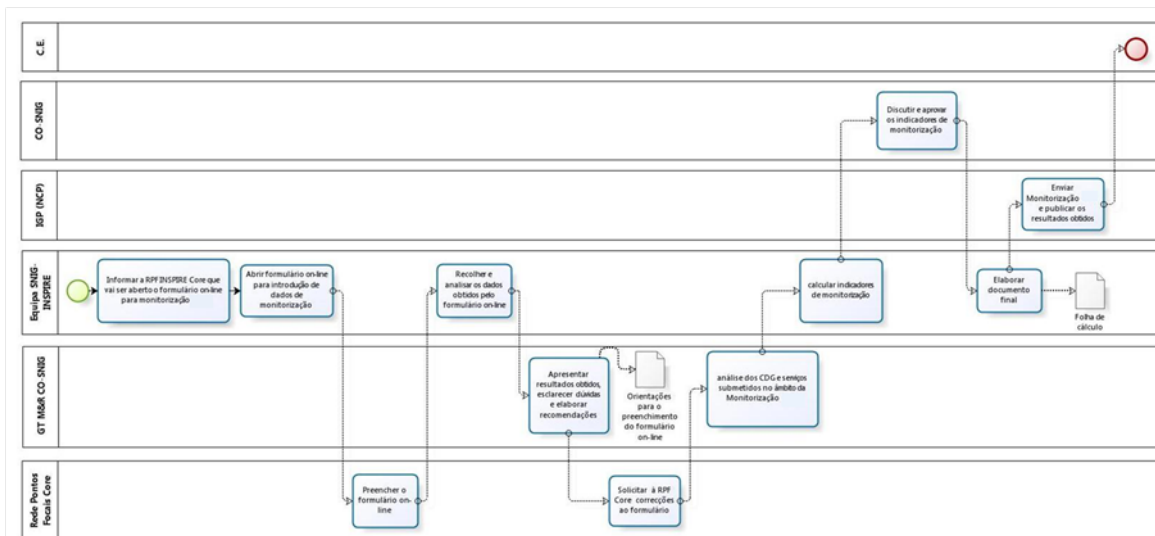 C.E.
CO-SNIG
Discutir e aprovar
os indicadores de
monitorização
IGP (NCP)
Enviar
Monitorização
e publicar os
resultados obtidos
Equipa SNIG-
INSPIRE
Informar a RPF INSPIRE Core que
vai ser aberto o formulário on-line
para monitorização
Abrir formulário on-line
para introdução de
dados de
monitorização
Recolher e
analisar os dados
obtidos pelo
formulário on-line
calcular indicadores
de monitorização
Elaborar
documento
final
Folha de
cálculo
GT M&R CO-SNIG
Apresentar
resultados obtidos,
esclarecer dúvidas
e elaborar
recomendações
Orientações
para o
preenchimento
do formulário
on-line
análise dos CDG e serviços
submetidos no âmbito da
Monitorização
Rede Pontos
Focais Core
Preencher o
formulário on-
line
Solicitar à RPF
Core correcções
ao formulário